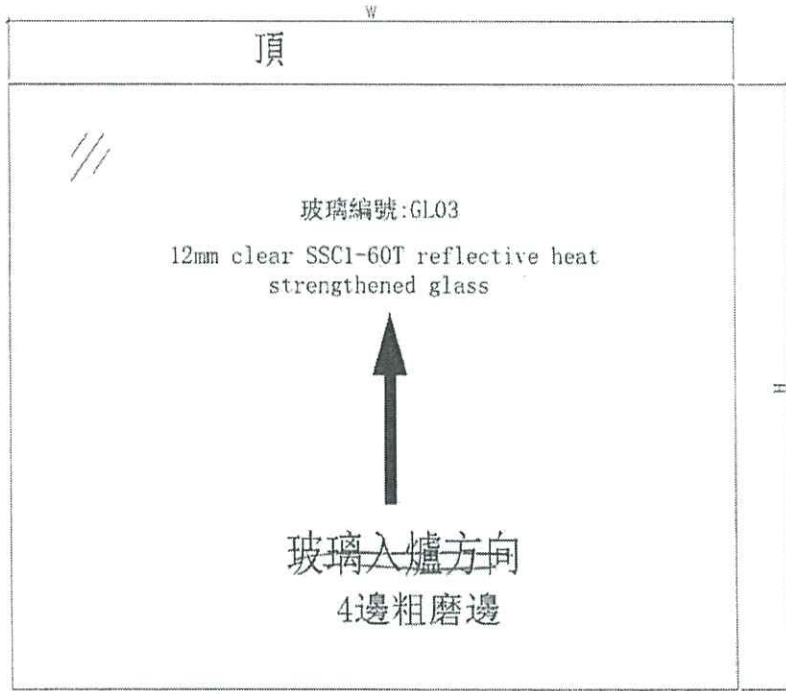 W
頂
玻璃編號:GL03
12mm clear SSC1-60T reflective heat
strengthened glass
H
玻璃入爐方向
4邊粗磨邊